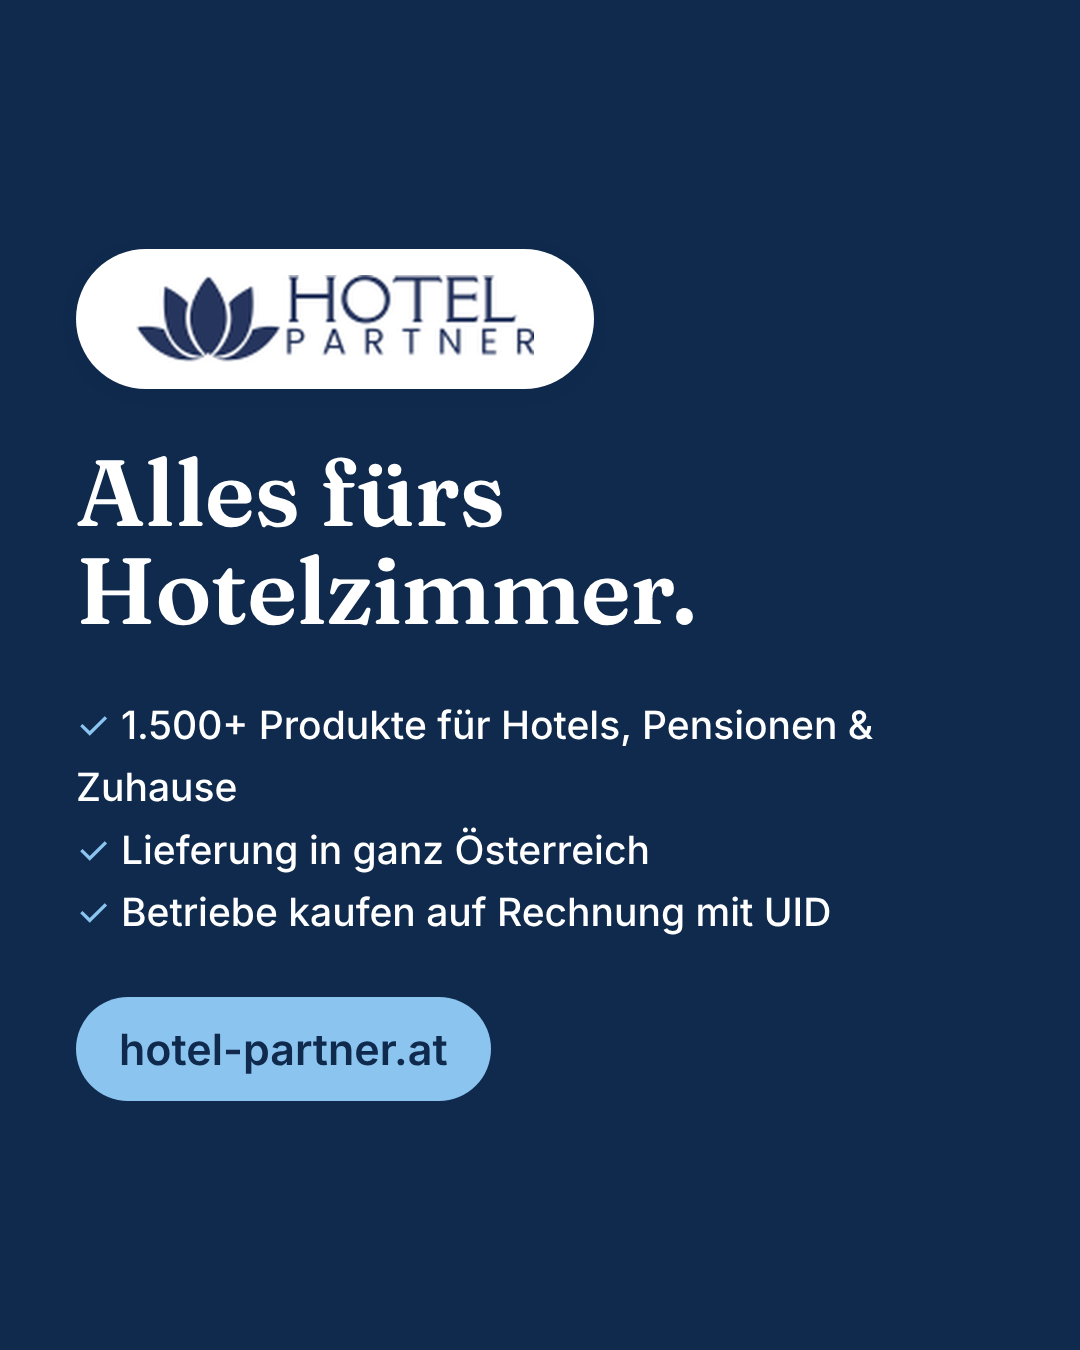 HOTEL
PARTNER
Alles fürs
Hotelzimmer.
✓ 1.500+ Produkte für Hotels, Pensionen &
Zuhause
✓ Lieferung in ganz Österreich
✓ Betriebe kaufen auf Rechnung mit UID
hotel-partner.at